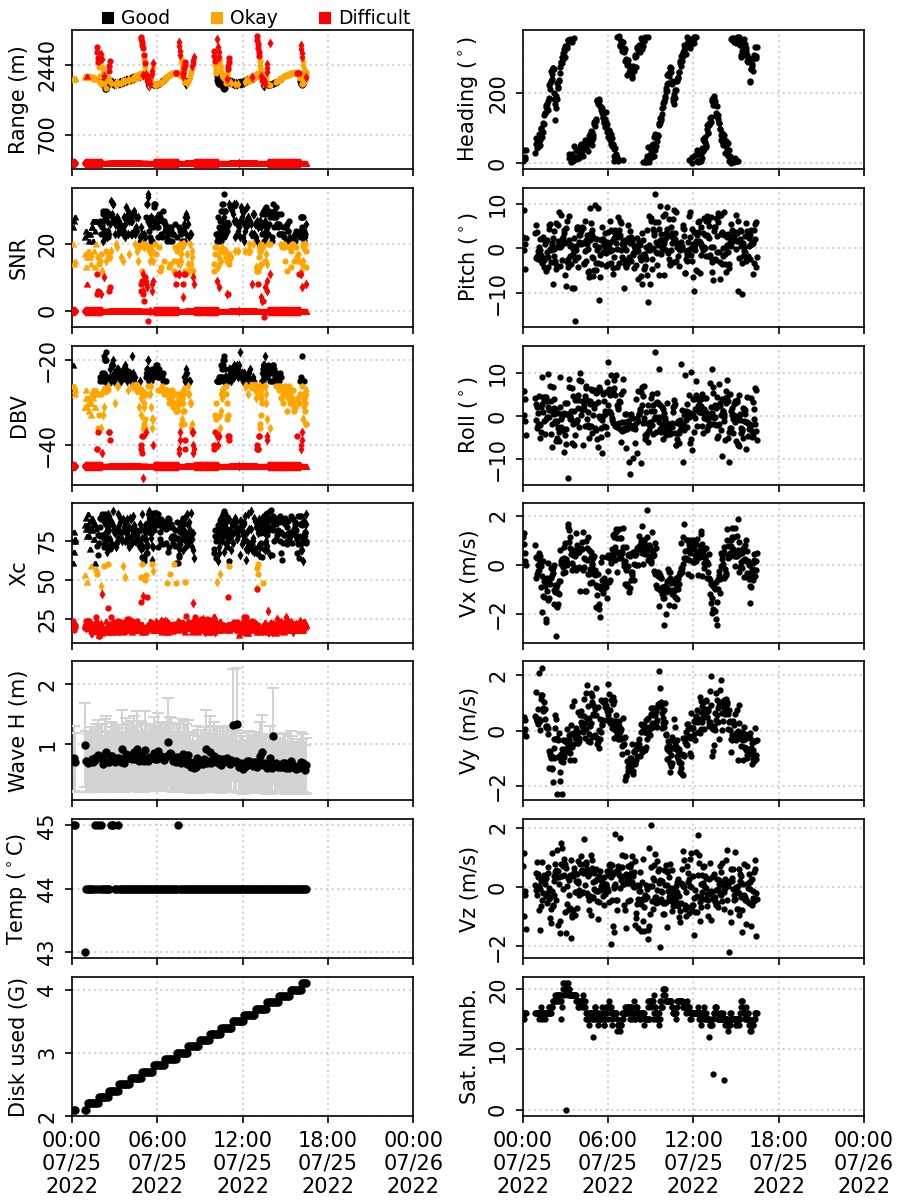 Good Okay Difficult
Range (m)
2440
700
Heading (°)
200
0
SNR
20
0
Pitch (°)
10
0
−10
DBV
−20
−40
Roll (°)
10
0
−10
Xc
75
50
25
Vx (m/s)
2
0
−2
Wave H (m)
2
1
Vy (m/s)
2
0
−2
Temp (°C)
45
44
43
Vz (m/s)
2
0
−2
Disk used (G)
4
3
2
Sat. Numb.
20
10
0
00:00 06:00 12:00 18:00 00:00
07/25 07/25 07/25 07/25 07/26
2022 2022 2022 2022 2022
00:00 06:00 12:00 18:00 00:00
07/25 07/25 07/25 07/25 07/26
2022 2022 2022 2022 2022